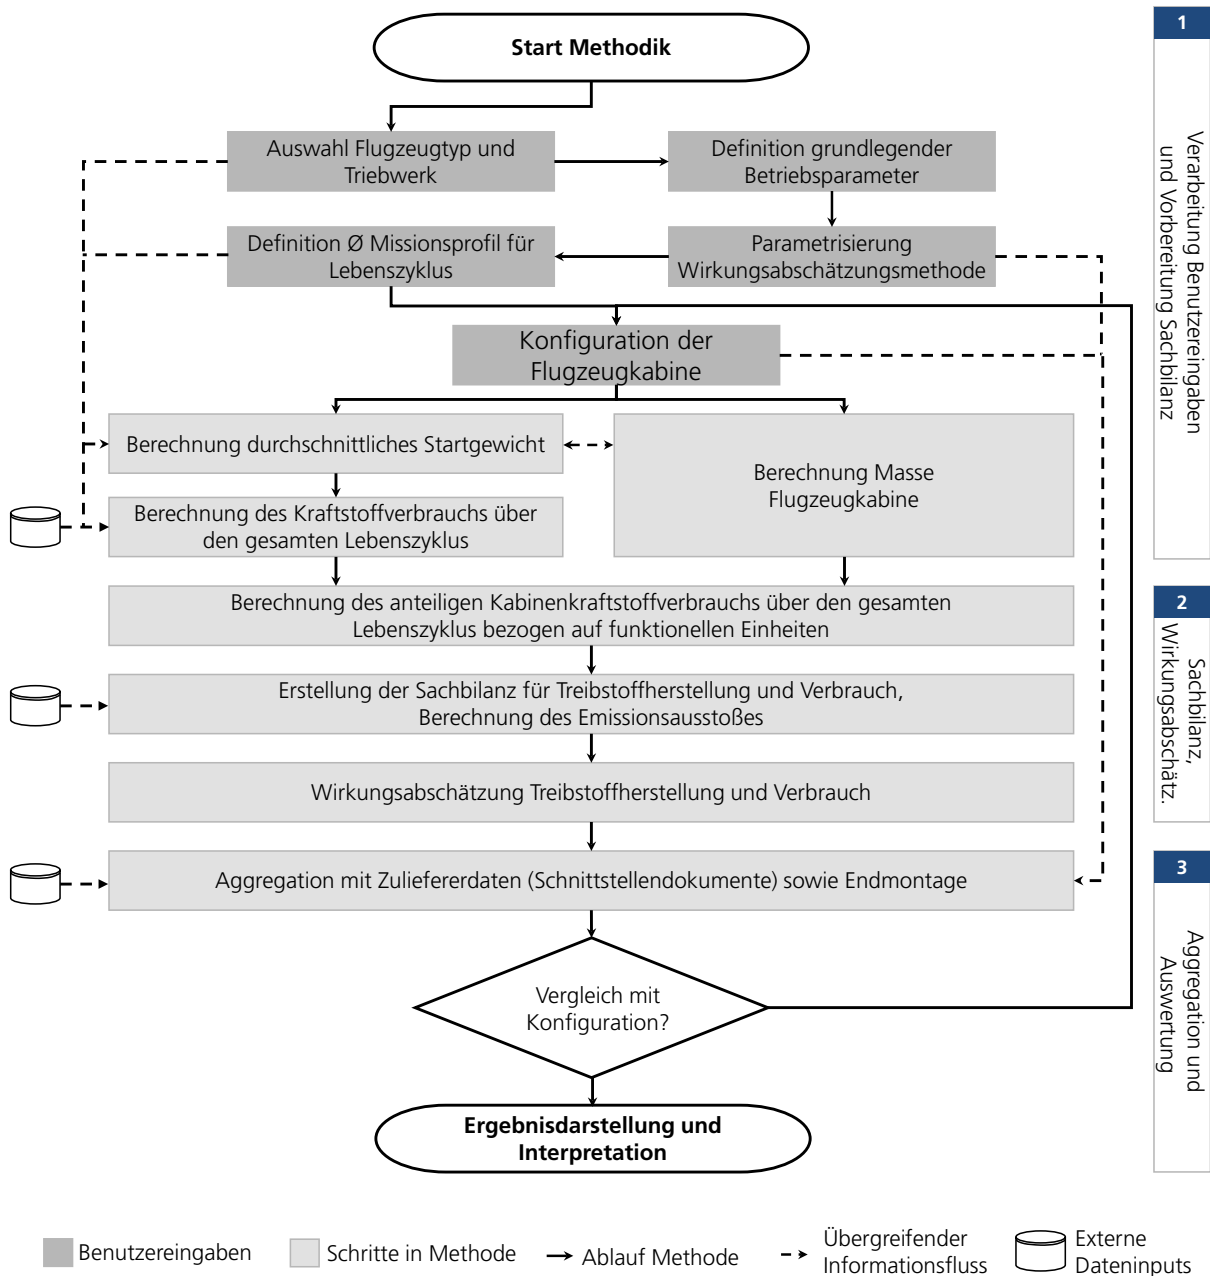 Start Methodik
Auswahl Flugzeugtyp und
Triebwerk
Definition grundlegender
Betriebsparameter
Definition Ø Missionsprofil für
Lebenszyklus
Parametrisierung
Wirkungsabschätzungsmethode
Konfiguration der
Flugzeugkabine
Berechnung durchschnittliches Startgewicht
Berechnung Masse
Flugzeugkabine
Berechnung des Kraftstoffverbrauchs über
den gesamten Lebenszyklus
Berechnung des anteiligen Kabinenkraftstoffverbrauchs über den gesamten
Lebenszyklus bezogen auf funktionellen Einheiten
Erstellung der Sachbilanz für Treibstoffherstellung und Verbrauch,
Berechnung des Emissionsausstoßes
Wirkungsabschätzung Treibstoffherstellung und Verbrauch
Aggregation mit Zuliefererdaten (Schnittstellendokumente) sowie Endmontage
Vergleich mit
Konfiguration?
Ergebnisdarstellung und
Interpretation
1
Verarbeitung Benutzereingaben
und Vorbereitung Sachbilanz
2
Sachbilanz,
Wirkungsabschätz.
3
Aggregation und
Auswertung
Benutzereingaben
Schritte in Methode
Ablauf Methode
Übergreifender
Informationsfluss
Externe
Dateninputs